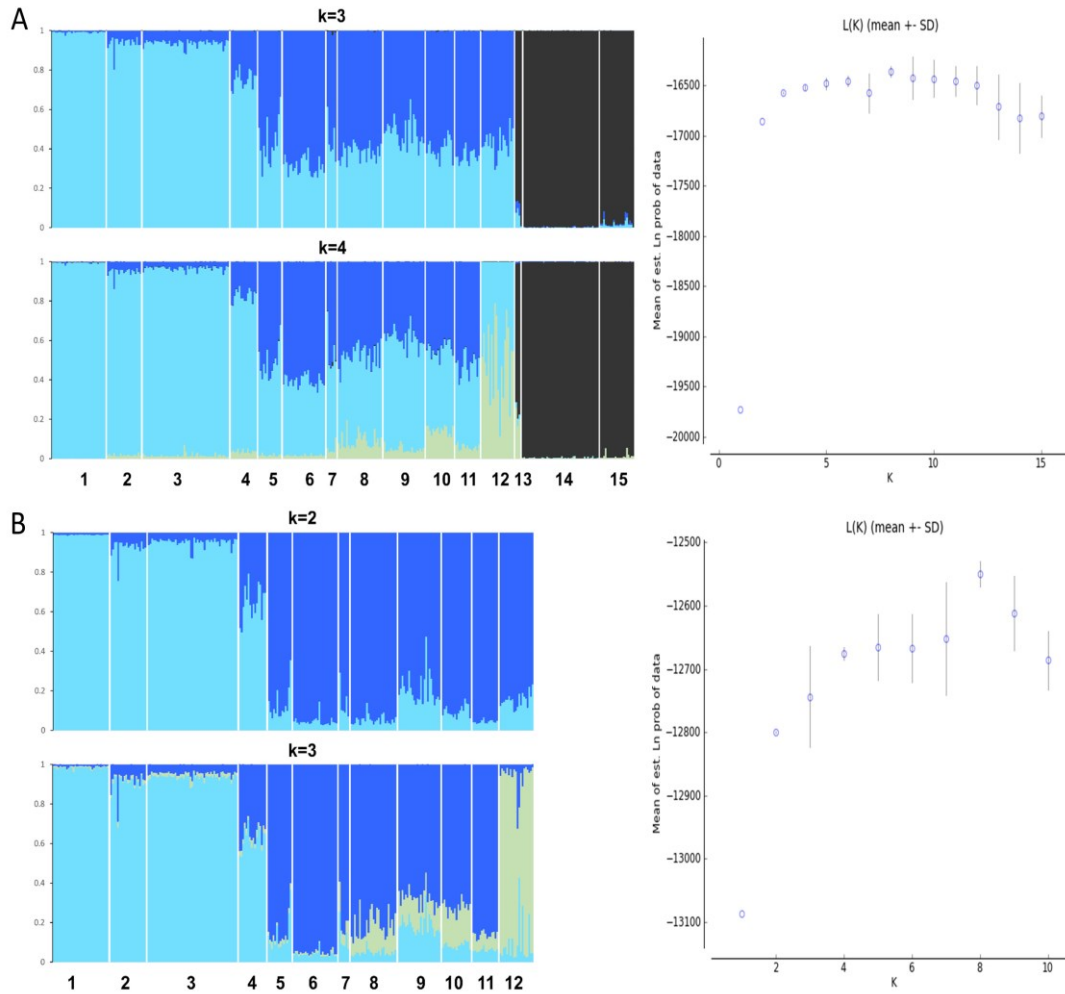 A
k=3
1
0.8
0.6
0.4
0.2
0
k=4
1
0.8
0.6
0.4
0.2
0
1 2 3 4 5 6 7 8 9 10 11 12 13 14 15
L(K) (mean +- SD)
Mean of est. Ln prob of data
−16500
−17000
−17500
−18000
−18500
−19000
−19500
−20000
0 5 10 15
K
B
k=2
1
0.8
0.6
0.4
0.2
0
k=3
1
0.8
0.6
0.4
0.2
0
1 2 3 4 5 6 7 8 9 10 11 12
L(K) (mean +- SD)
Mean of est. Ln prob of data
−12500
−12600
−12700
−12800
−12900
−13000
−13100
2 4 6 8 10
K